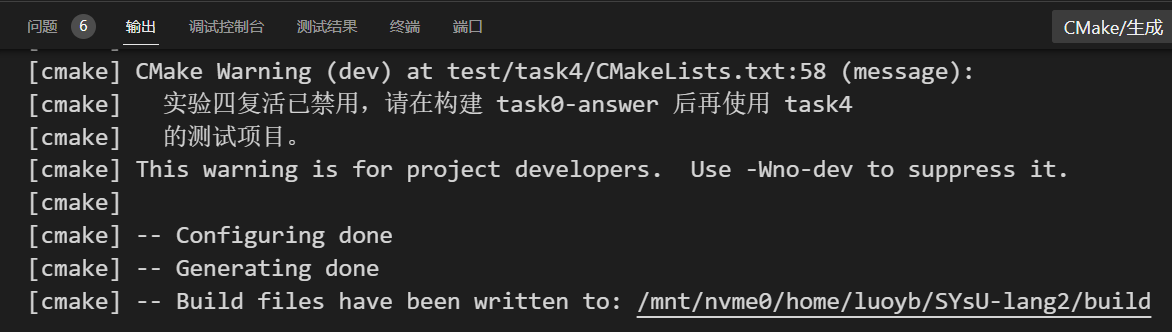 问题 6 输出 调试控制台 测试结果 终端 端口 CMake/生成
[cmake] CMake Warning (dev) at test/task4/CMakeLists.txt:58 (message):
[cmake]   实验四复活已禁用，请在构建 task0-answer 后再使用 task4
[cmake]   的测试项目。
[cmake] This warning is for project developers.  Use -Wno-dev to suppress it.
[cmake]
[cmake] -- Configuring done
[cmake] -- Generating done
[cmake] -- Build files have been written to: /mnt/nvme0/home/luoyb/SYsU-lang2/build